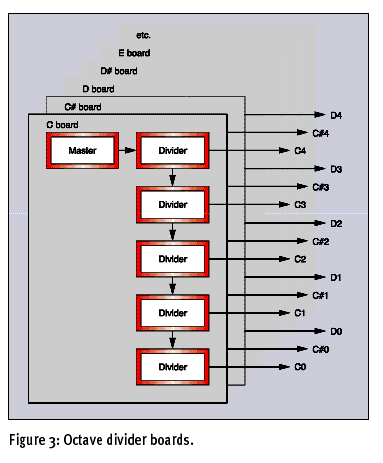 etc.
E board
D# board
D board
C# board
C board
Master
Divider
Divider
Divider
Divider
Divider
D4
C#4
C4
D3
C#3
C3
D2
C#2
C2
D1
C#1
C1
D0
C#0
C0
Figure 3: Octave divider boards.